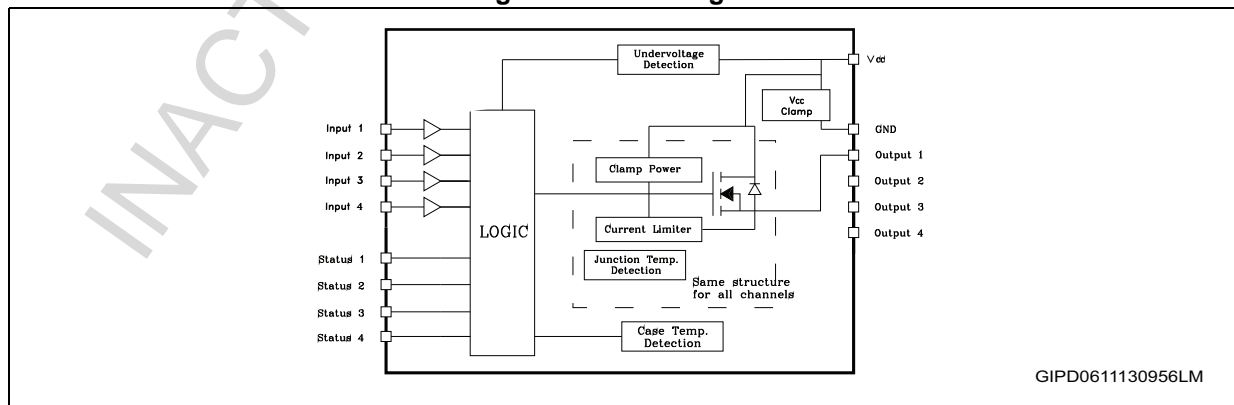 INACT
Undervoltage
Detection
Vdd
Vcc
Clamp
GND
Input 1
Input 2
Input 3
Input 4
Output 1
Output 2
Output 3
Output 4
Clamp Power
LOGIC
Current Limiter
Status 1
Status 2
Status 3
Status 4
Junction Temp.
Detection
Same structure
for all channels
Case Temp.
Detection
GIPD0611130956LM